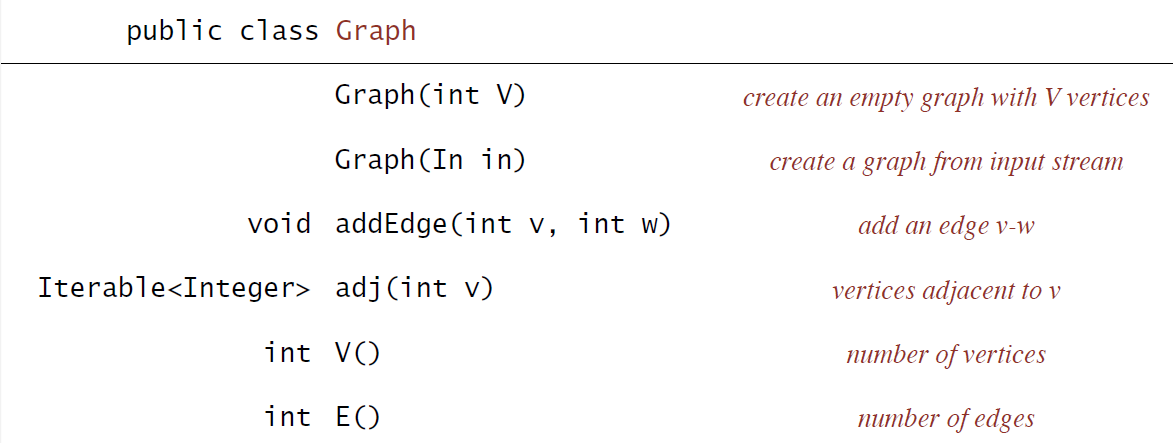 public class Graph
Graph(int V) create an empty graph with V vertices
Graph(In in) create a graph from input stream
void addEdge(int v, int w) add an edge v-w
Iterable<Integer> adj(int v) vertices adjacent to v
int V() number of vertices
int E() number of edges